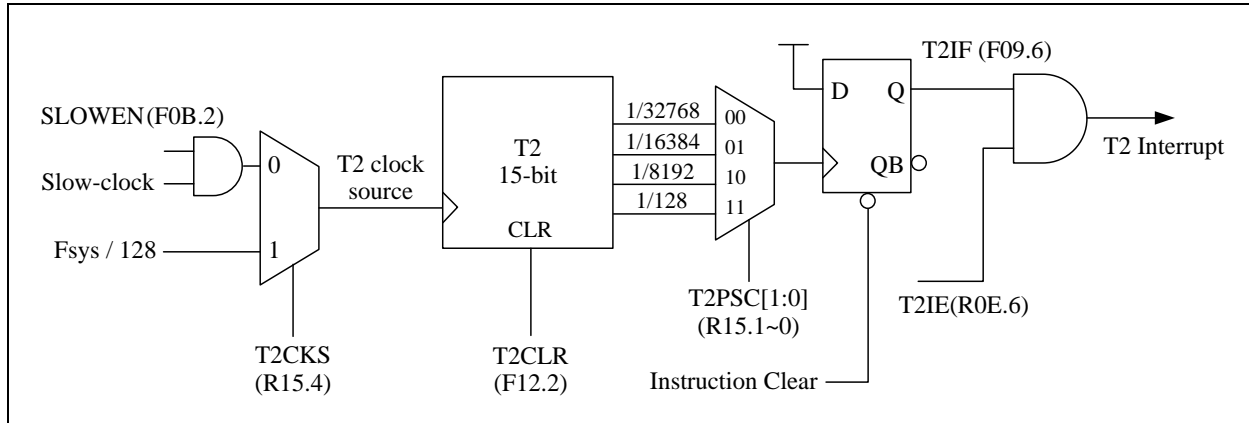 SLOWEN(F0B.2)
Slow-clock
Fsys / 128
0
1
T2CKS
(R15.4)
T2 clock
source
T2
15-bit
CLR
T2CLR
(F12.2)
1/32768
1/16384
1/8192
1/128
00
01
10
11
T2PSC[1:0]
(R15.1~0)
D
Q
QB
Instruction Clear
T2IF (F09.6)
T2IE(R0E.6)
T2 Interrupt